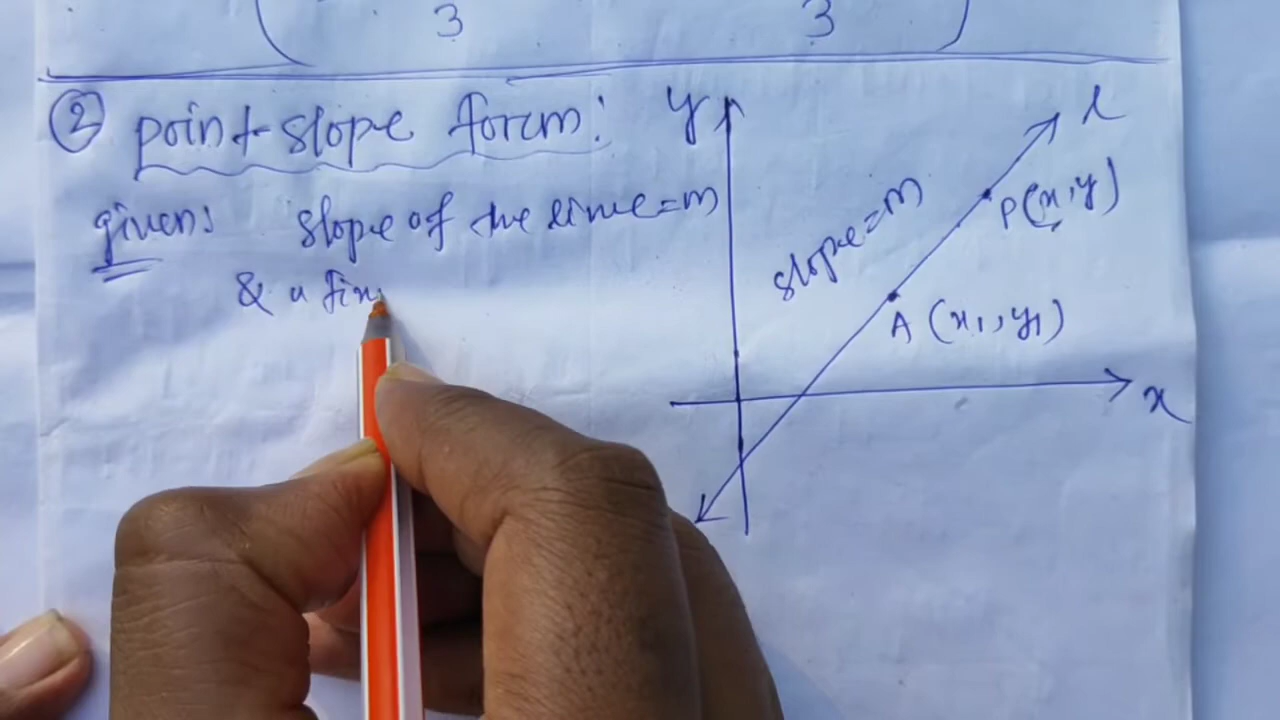 3 3
② point-slope form:
given: slope of the line=m
& a fix
y
l
slope=m
P(x,y)
A (x₁,y₁)
x